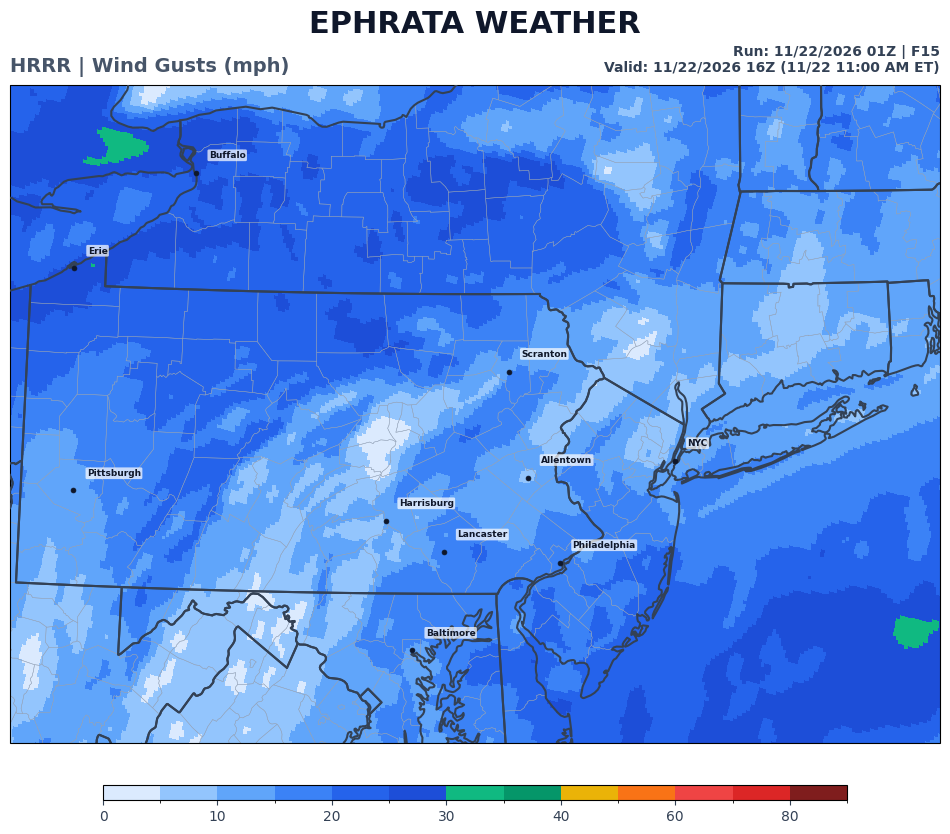 EPHRATA WEATHER
HRRR | Wind Gusts (mph)
Run: 11/22/2026 01Z | F15
Valid: 11/22/2026 16Z (11/22 11:00 AM ET)
Buffalo
Erie
Scranton
NYC
Allentown
Pittsburgh
Harrisburg
Lancaster
Philadelphia
Baltimore
0 10 20 30 40 50 60 70 80